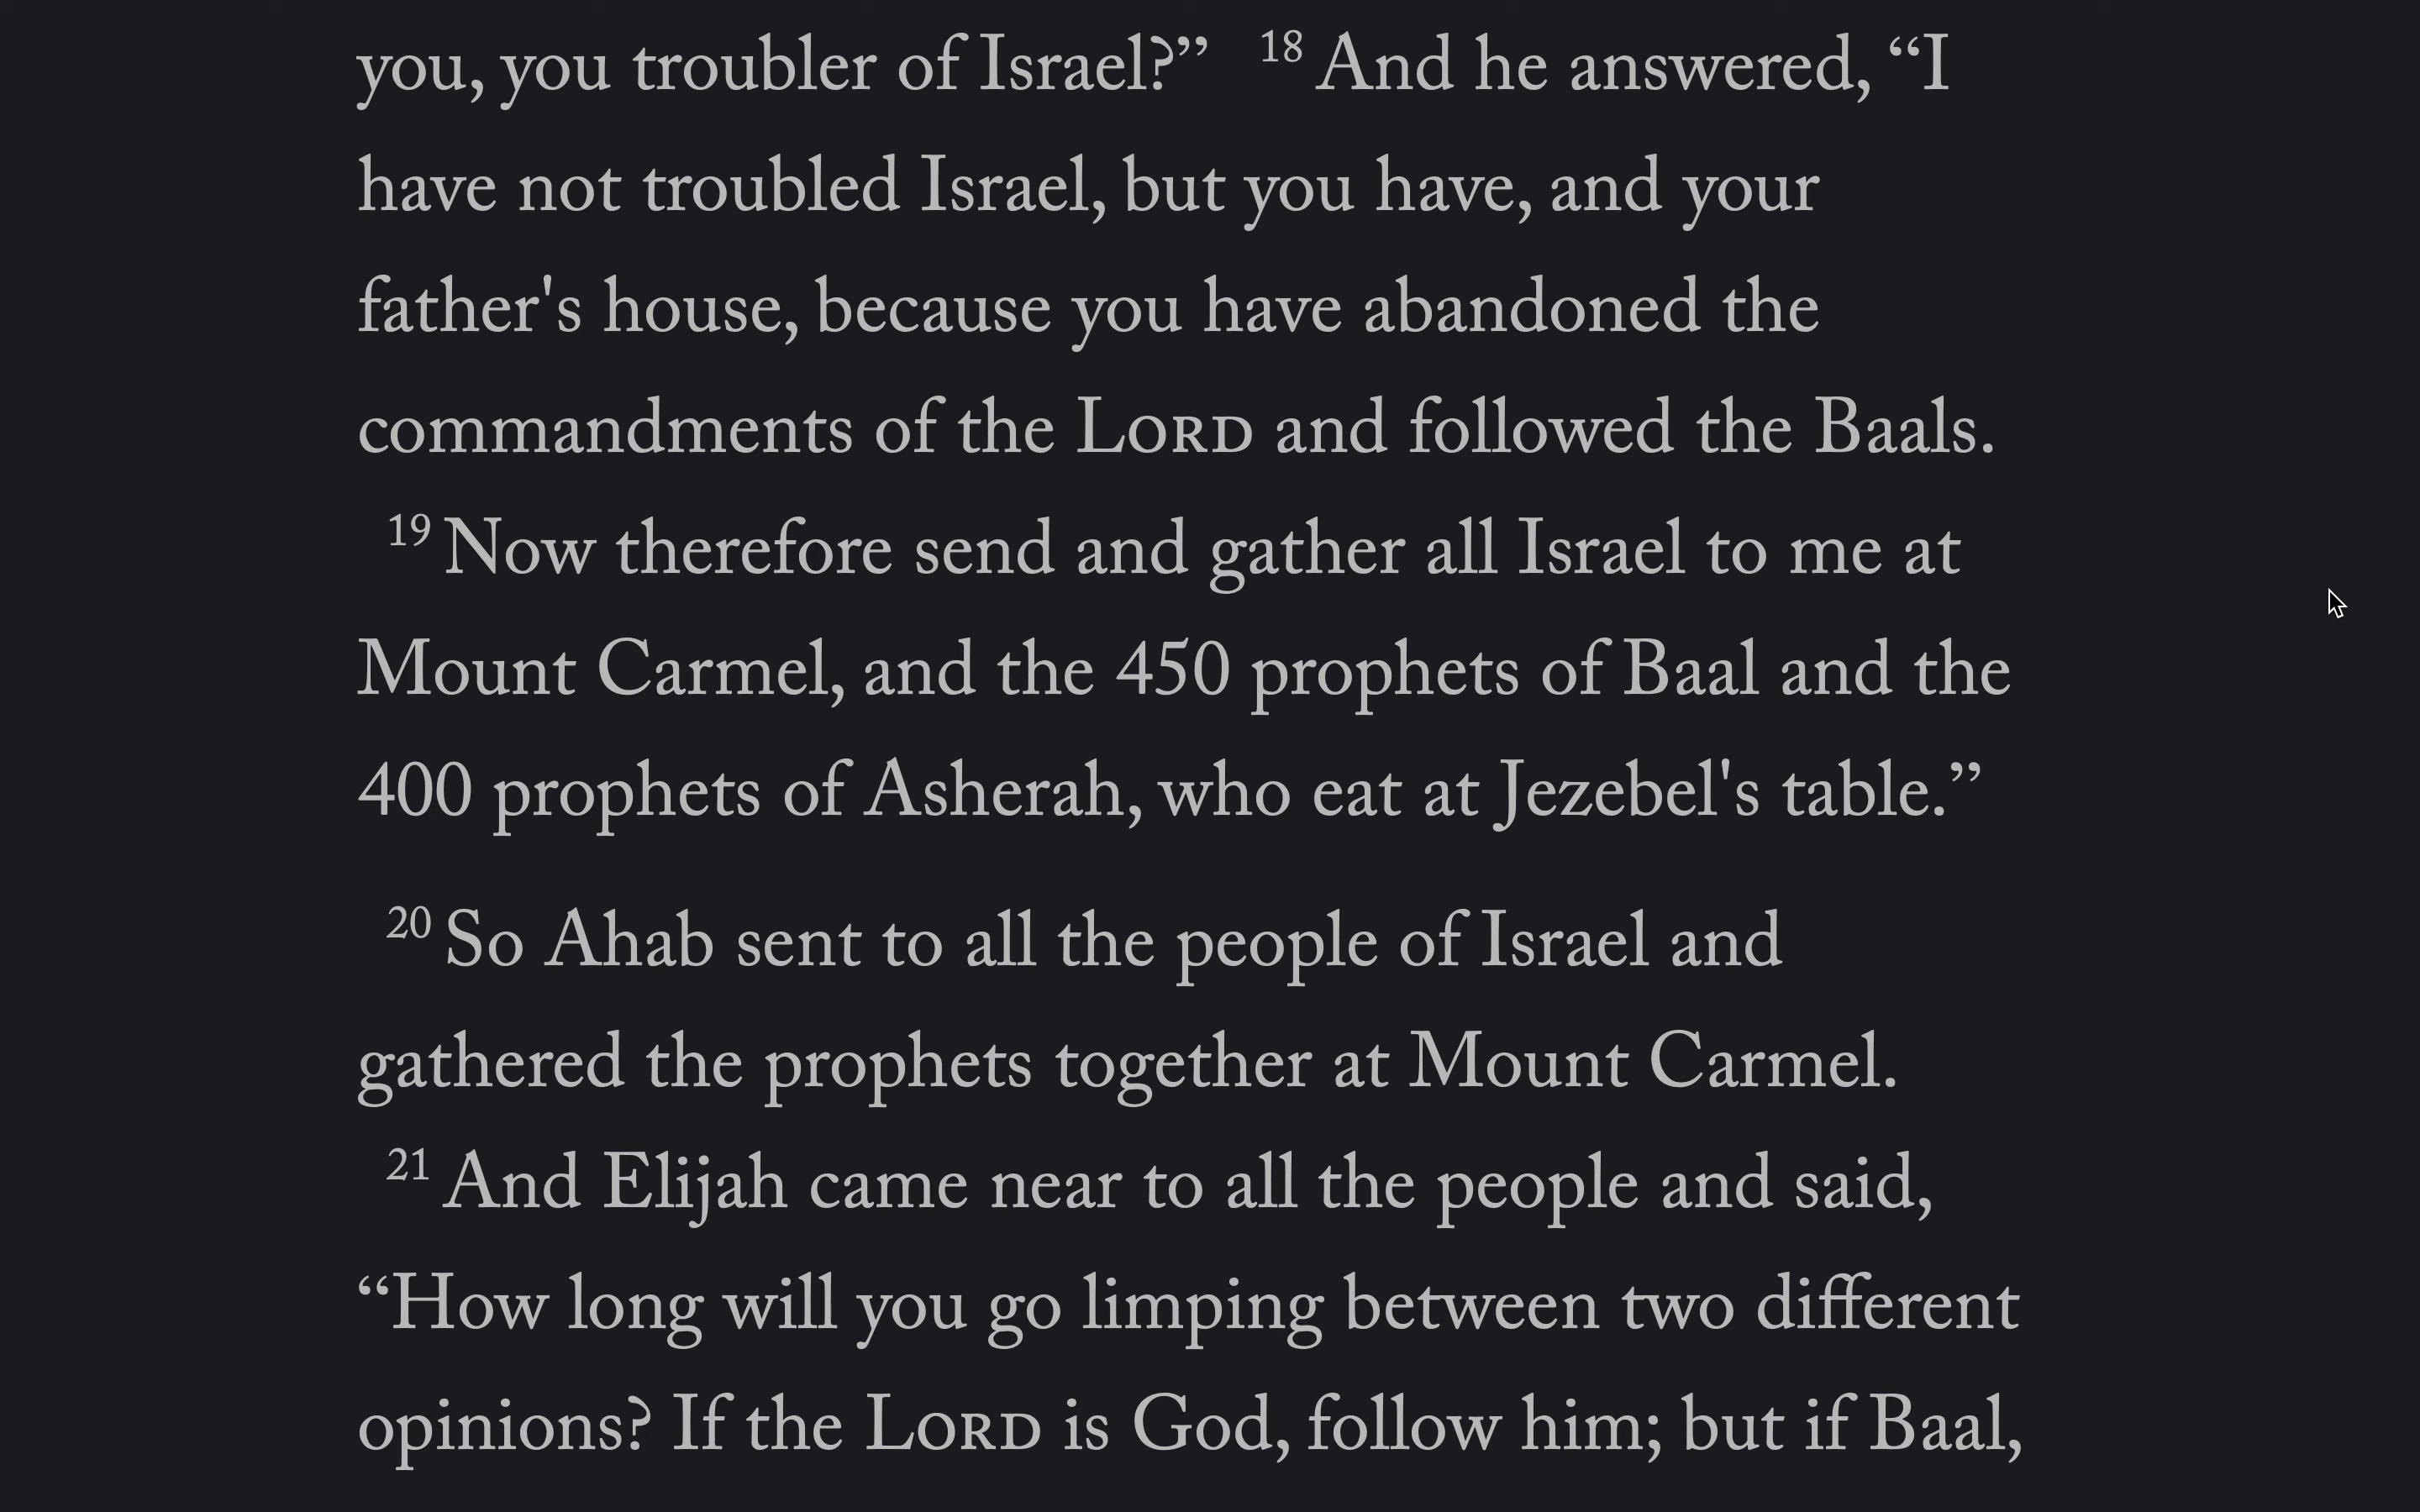 you, you troubler of Israel?” 18 And he answered, “I
have not troubled Israel, but you have, and your
father's house, because you have abandoned the
commandments of the LORD and followed the Baals.
19 Now therefore send and gather all Israel to me at
Mount Carmel, and the 450 prophets of Baal and the
400 prophets of Asherah, who eat at Jezebel's table.”
20 So Ahab sent to all the people of Israel and
gathered the prophets together at Mount Carmel.
21 And Elijah came near to all the people and said,
“How long will you go limping between two different
opinions? If the LORD is God, follow him; but if Baal,